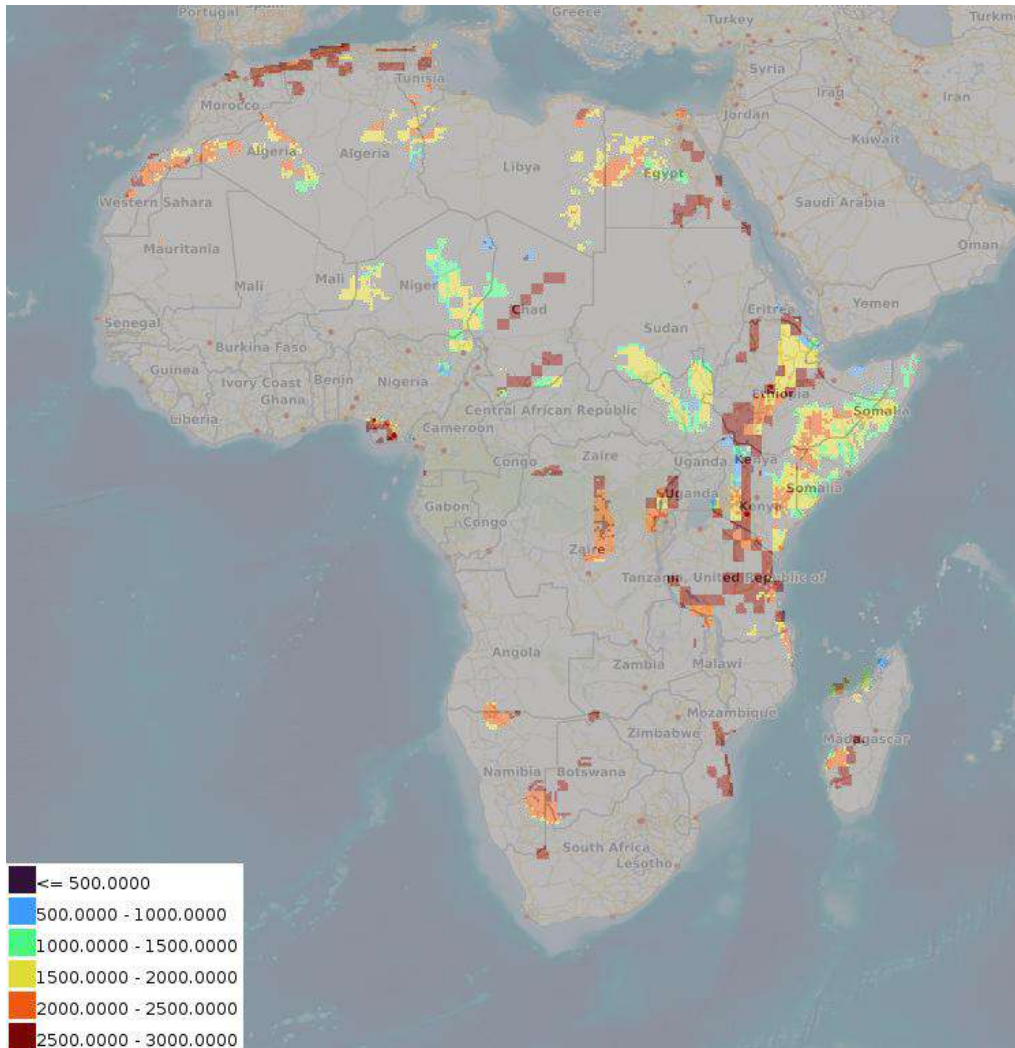 Portugal
Spain
Greece
Turkey
Turkm
Syria
Tunisia
Iraq
Iran
Morocco
Jordan
Kuwait
Algeria
Algeria
Libya
Egypt
Western Sahara
Saudi Arabia
Mauritania
Oman
Mali
Mali
Niger
Chad
Yemen
Senegal
Sudan
Eritrea
Burkina Faso
Guinea
Ivory Coast
Benin
Nigeria
Ghana
Ethiopia
Central African Republic
Somalia
Liberia
Cameroon
Congo
Zaire
Uganda
Kenya
Uganda
Somalia
Gabon
Kenya
Congo
Zaire
Tanzania, United Republic of
Angola
Zambia
Malawi
Mozambique
Zimbabwe
Madagascar
Namibia
Botswana
South Africa
Lesotho
<= 500.0000
500.0000 - 1000.0000
1000.0000 - 1500.0000
1500.0000 - 2000.0000
2000.0000 - 2500.0000
2500.0000 - 3000.0000